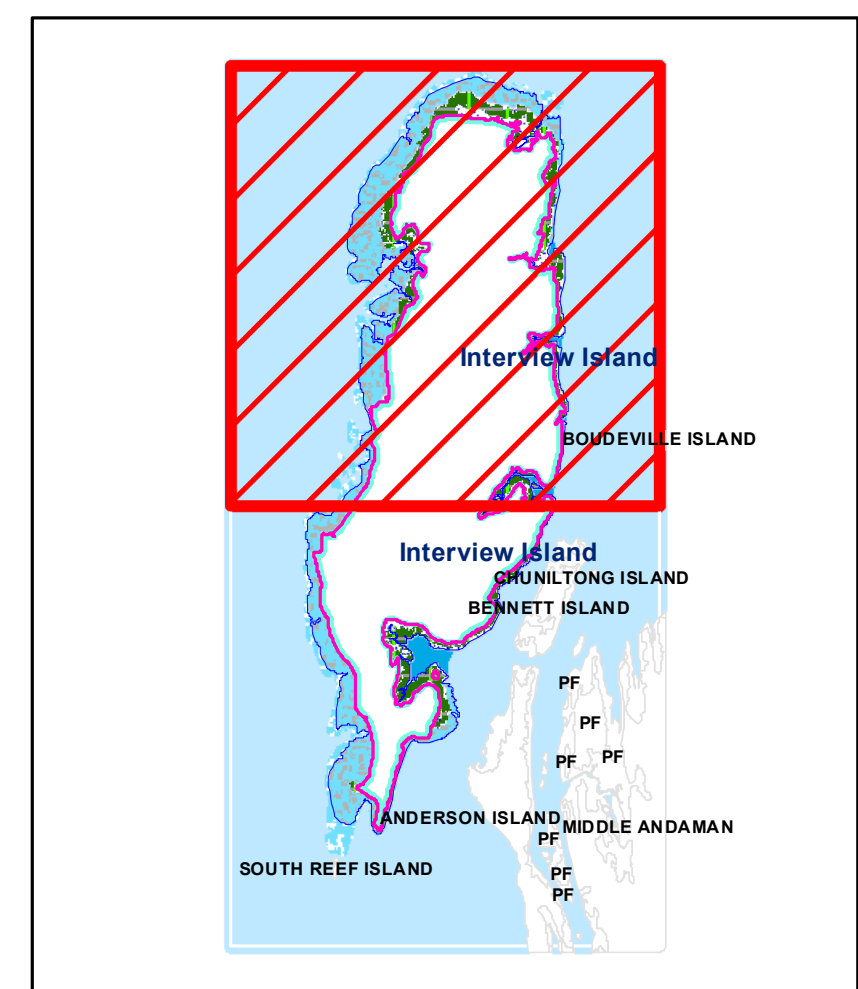 Interview Island
BOUDEVILLE ISLAND
Interview Island
CHUNILTONG ISLAND
BENNETT ISLAND
PF
PF
PF
PF
ANDERSON ISLAND
MIDDLE ANDAMAN
PF
SOUTH REEF ISLAND
PF
PF